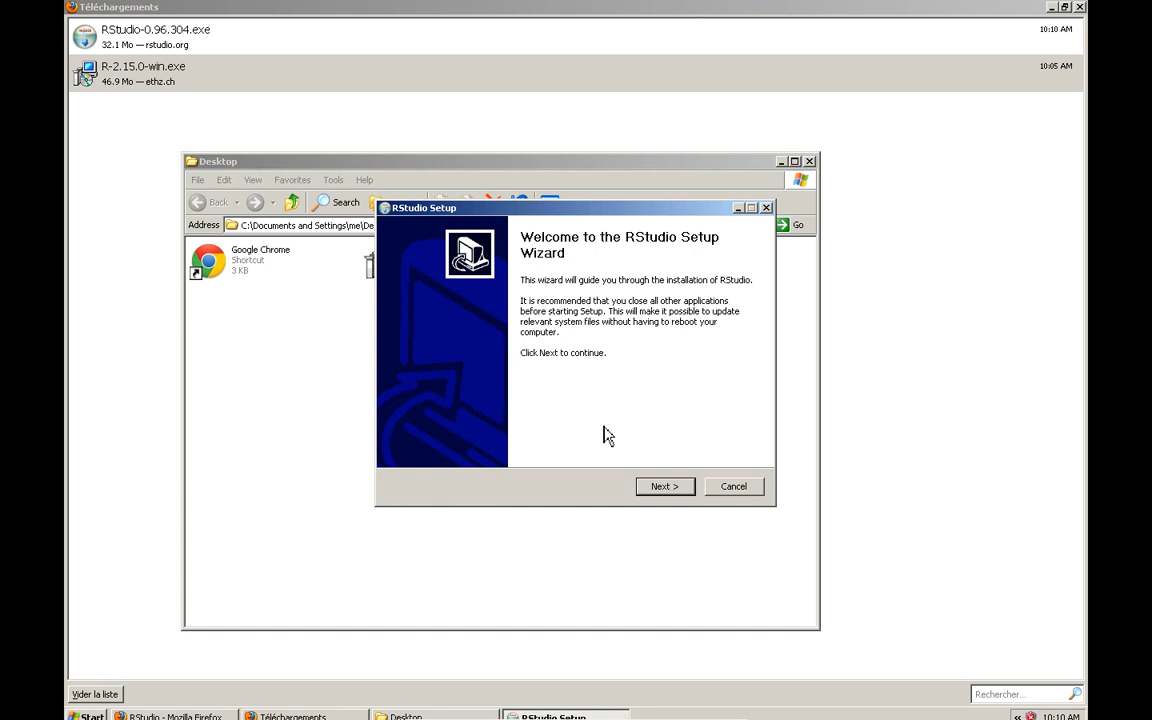 Téléchargements
RStudio-0.96.304.exe
10:10 AM
32.1 Mo — rstudio.org
R-2.15.0-win.exe
10:05 AM
46.9 Mo — ethz.ch
Desktop
File Edit View Favorites Tools Help
Back Search
Address C:\Documents and Settings\me\De Go
Google Chrome
Shortcut
3 KB
RStudio Setup
Welcome to the RStudio Setup
Wizard
This wizard will guide you through the installation of RStudio.
It is recommended that you close all other applications
before starting Setup. This will make it possible to update
relevant system files without having to reboot your
computer.
Click Next to continue.
Next > Cancel
Vider la liste
Rechercher...
Start RStudio - Mozilla Firefox Téléchargements Desktop RStudio Setup 10:10 AM